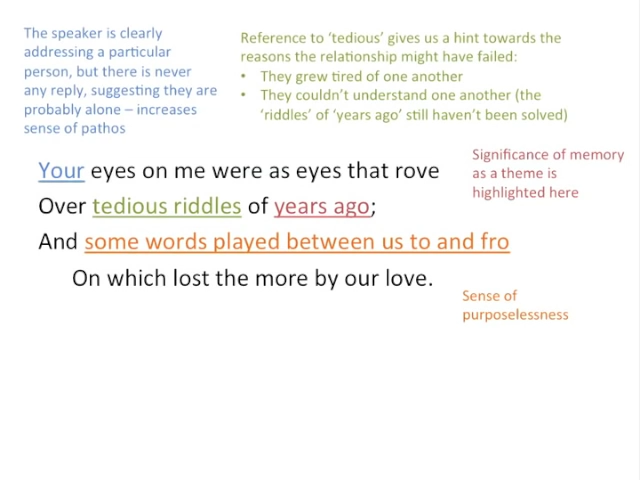 The speaker is clearly
addressing a particular
person, but there is never
any reply, suggesting they are
probably alone – increases
sense of pathos
Reference to ‘tedious’ gives us a hint towards the
reasons the relationship might have failed:
• They grew tired of one another
• They couldn’t understand one another (the
‘riddles’ of ‘years ago’ still haven’t been solved)
Significance of memory
as a theme is
highlighted here
Your eyes on me were as eyes that rove
Over tedious riddles of years ago;
And some words played between us to and fro
On which lost the more by our love.
Sense of
purposelessness